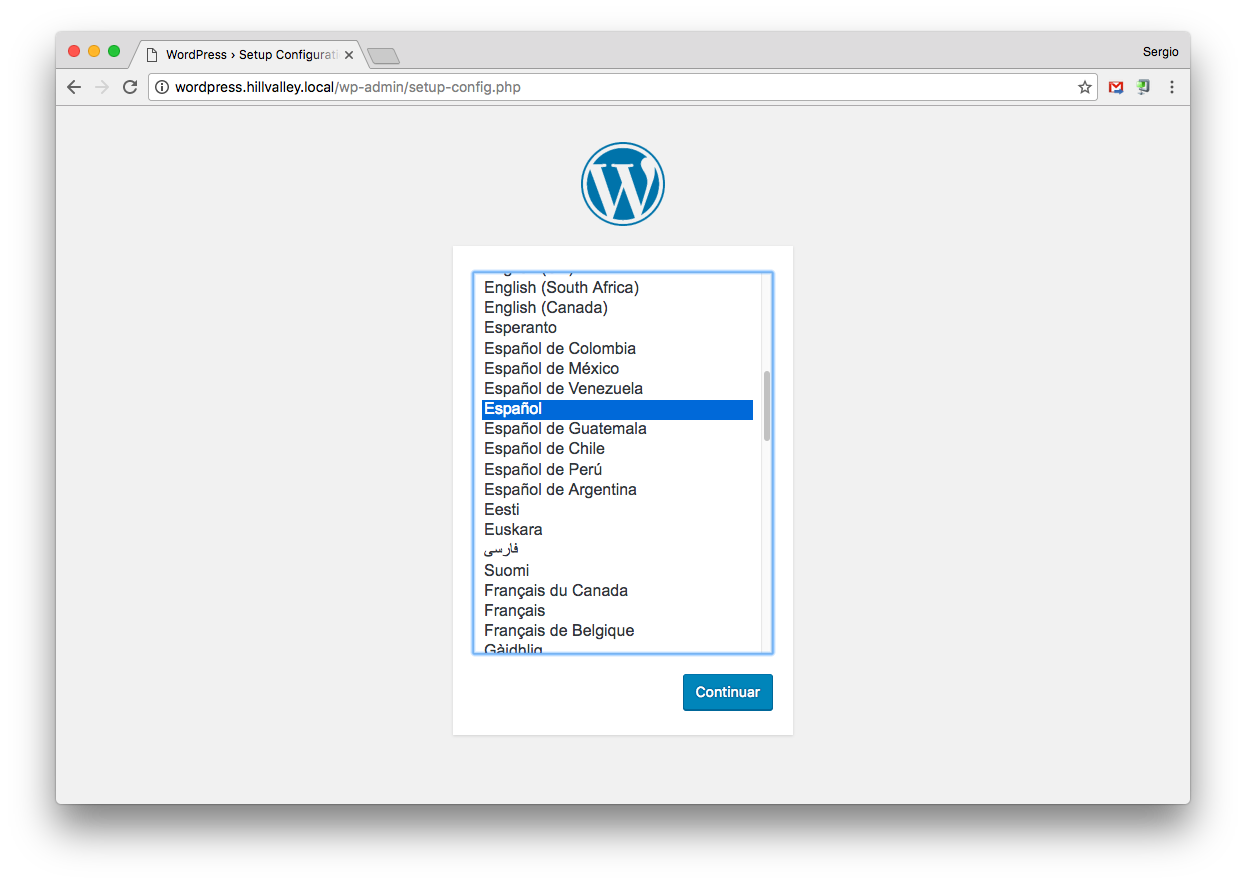 WordPress › Setup Configurati
Sergio
wordpress.hillvalley.local/wp-admin/setup-config.php
English (South Africa)
English (Canada)
Esperanto
Español de Colombia
Español de México
Español de Venezuela
Español
Español de Guatemala
Español de Chile
Español de Perú
Español de Argentina
Eesti
Euskara
فارسی
Suomi
Français du Canada
Français
Français de Belgique
Gàidhlig
Continuar